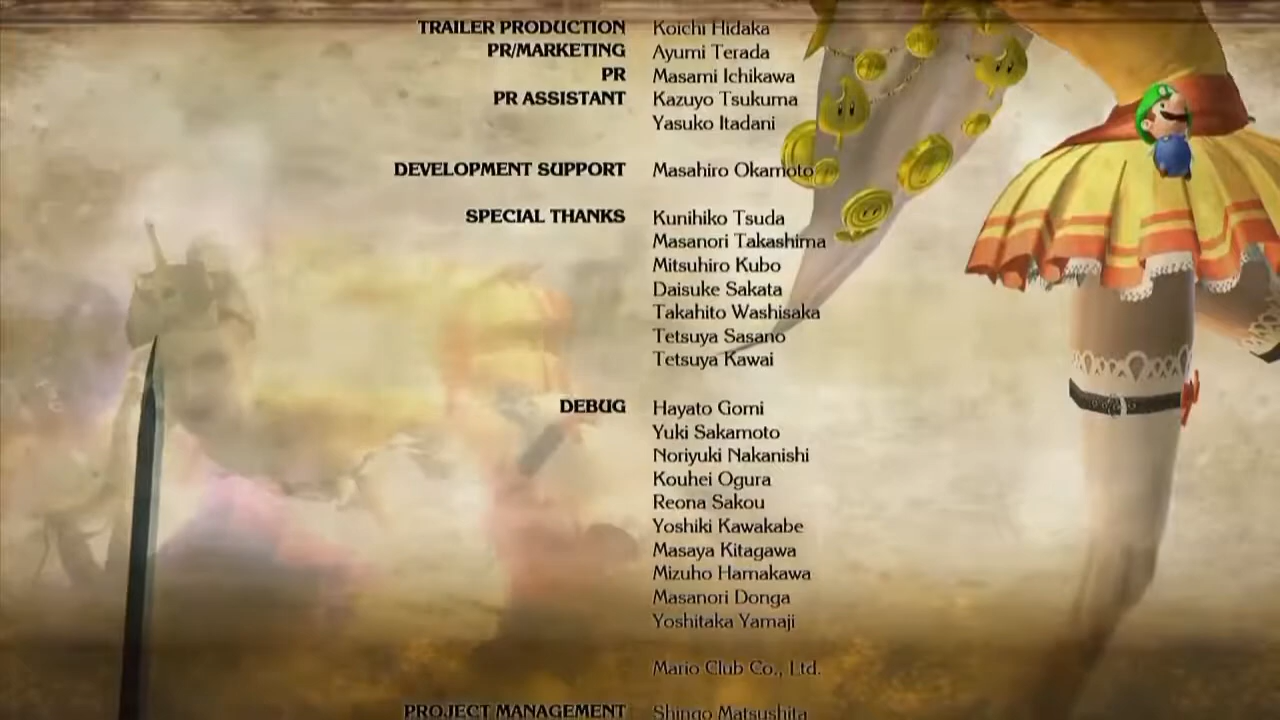 TRAILER PRODUCTION Koichi Hidaka
PR/MARKETING Ayumi Terada
PR Masami Ichikawa
PR ASSISTANT Kazuyo Tsukuma
Yasuko Itadani
DEVELOPMENT SUPPORT Masahiro Okamoto
SPECIAL THANKS Kunihiko Tsuda
Masanori Takashima
Mitsuhiro Kubo
Daisuke Sakata
Takahito Washisaka
Tetsuya Sasano
Tetsuya Kawai
DEBUG Hayato Gomi
Yuki Sakamoto
Noriyuki Nakanishi
Kouhei Ogura
Reona Sakou
Yoshiki Kawakabe
Masaya Kitagawa
Mizuho Hamakawa
Masanori Donga
Yoshitaka Yamaji
Mario Club Co., Ltd.
PROJECT MANAGEMENT Shingo Matsushita